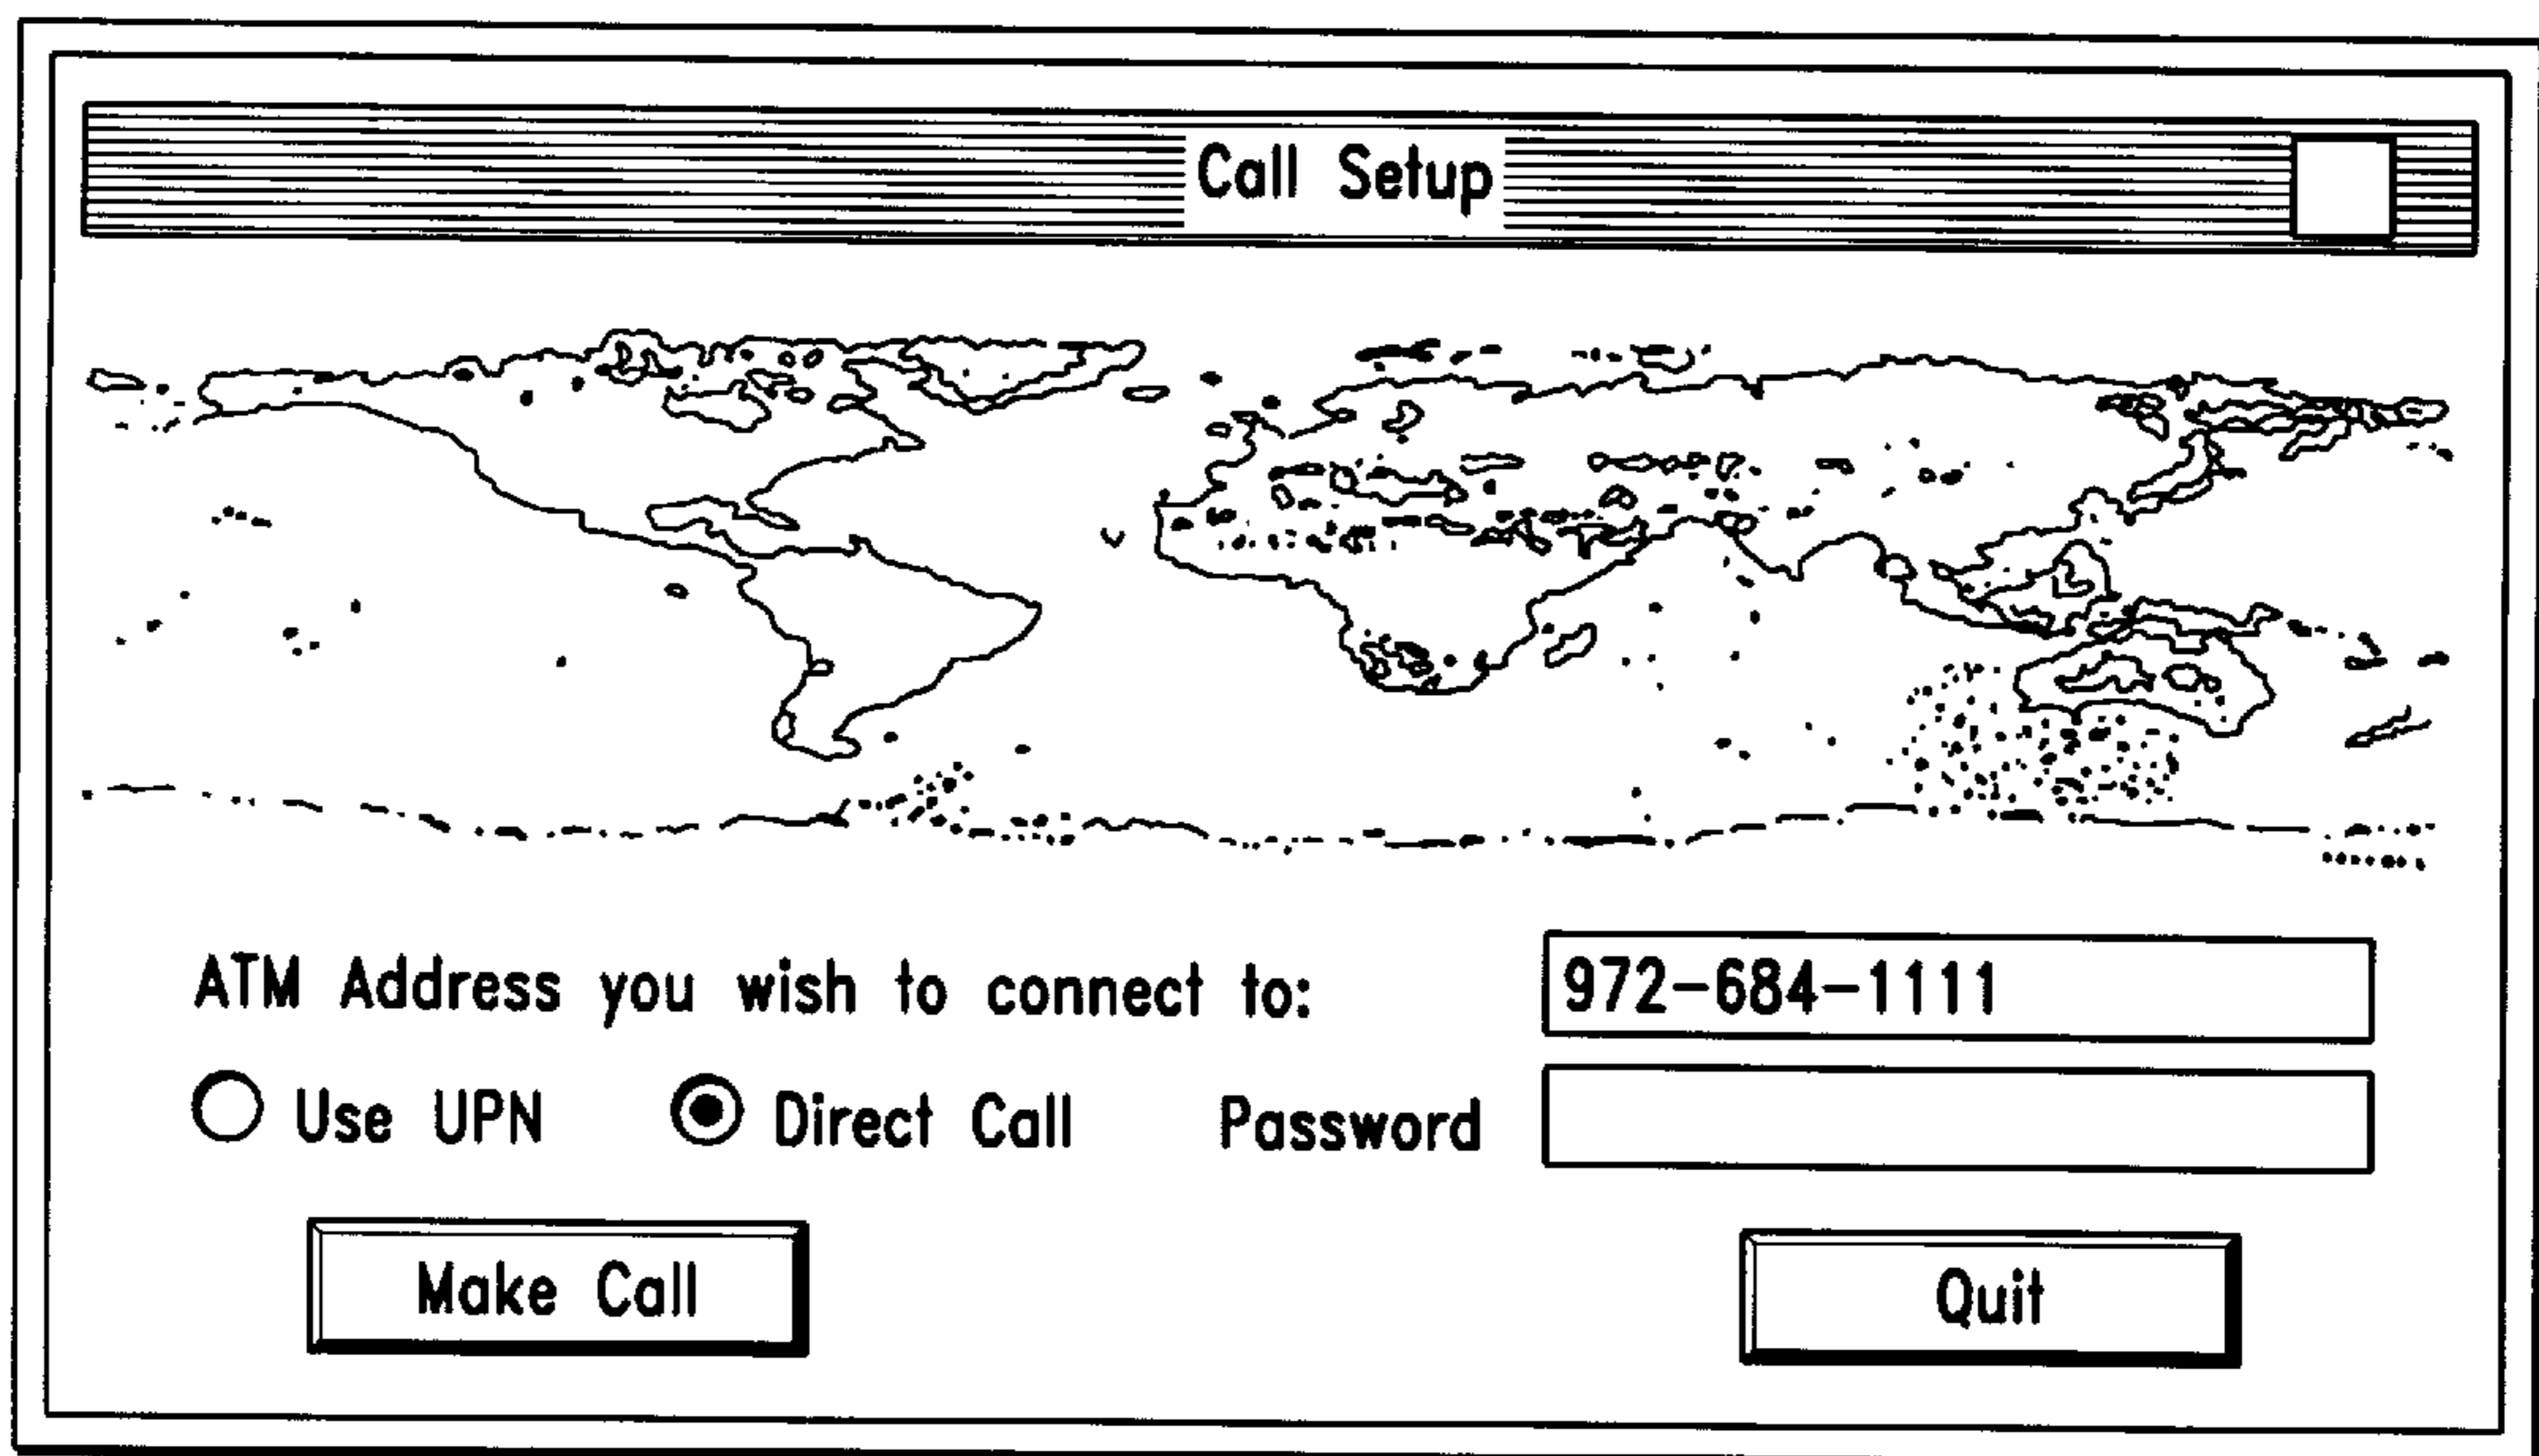 Call Setup
ATM Address you wish to connect to: 972-684-1111
Use UPN Direct Call Password
Make Call Quit